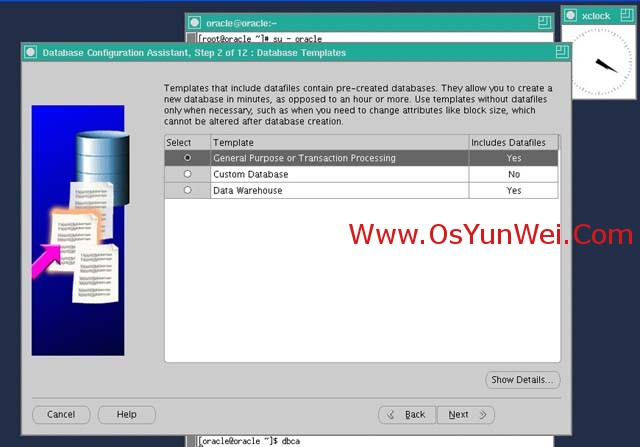 oracle@oracle:~
xclock
[root@oracle ~]# su - oracle
Database Configuration Assistant, Step 2 of 12 : Database Templates
Templates that include datafiles contain pre-created databases. They allow you to create a
new database in minutes, as opposed to an hour or more. Use templates without datafiles
only when necessary, such as when you need to change attributes like block size, which
cannot be altered after database creation.
Select Template Includes Datafiles
General Purpose or Transaction Processing Yes
Custom Database No
Data Warehouse Yes
Www.OsYunWei.Com
Show Details...
Cancel Help Back Next
[oracle@oracle ~]$ dbca